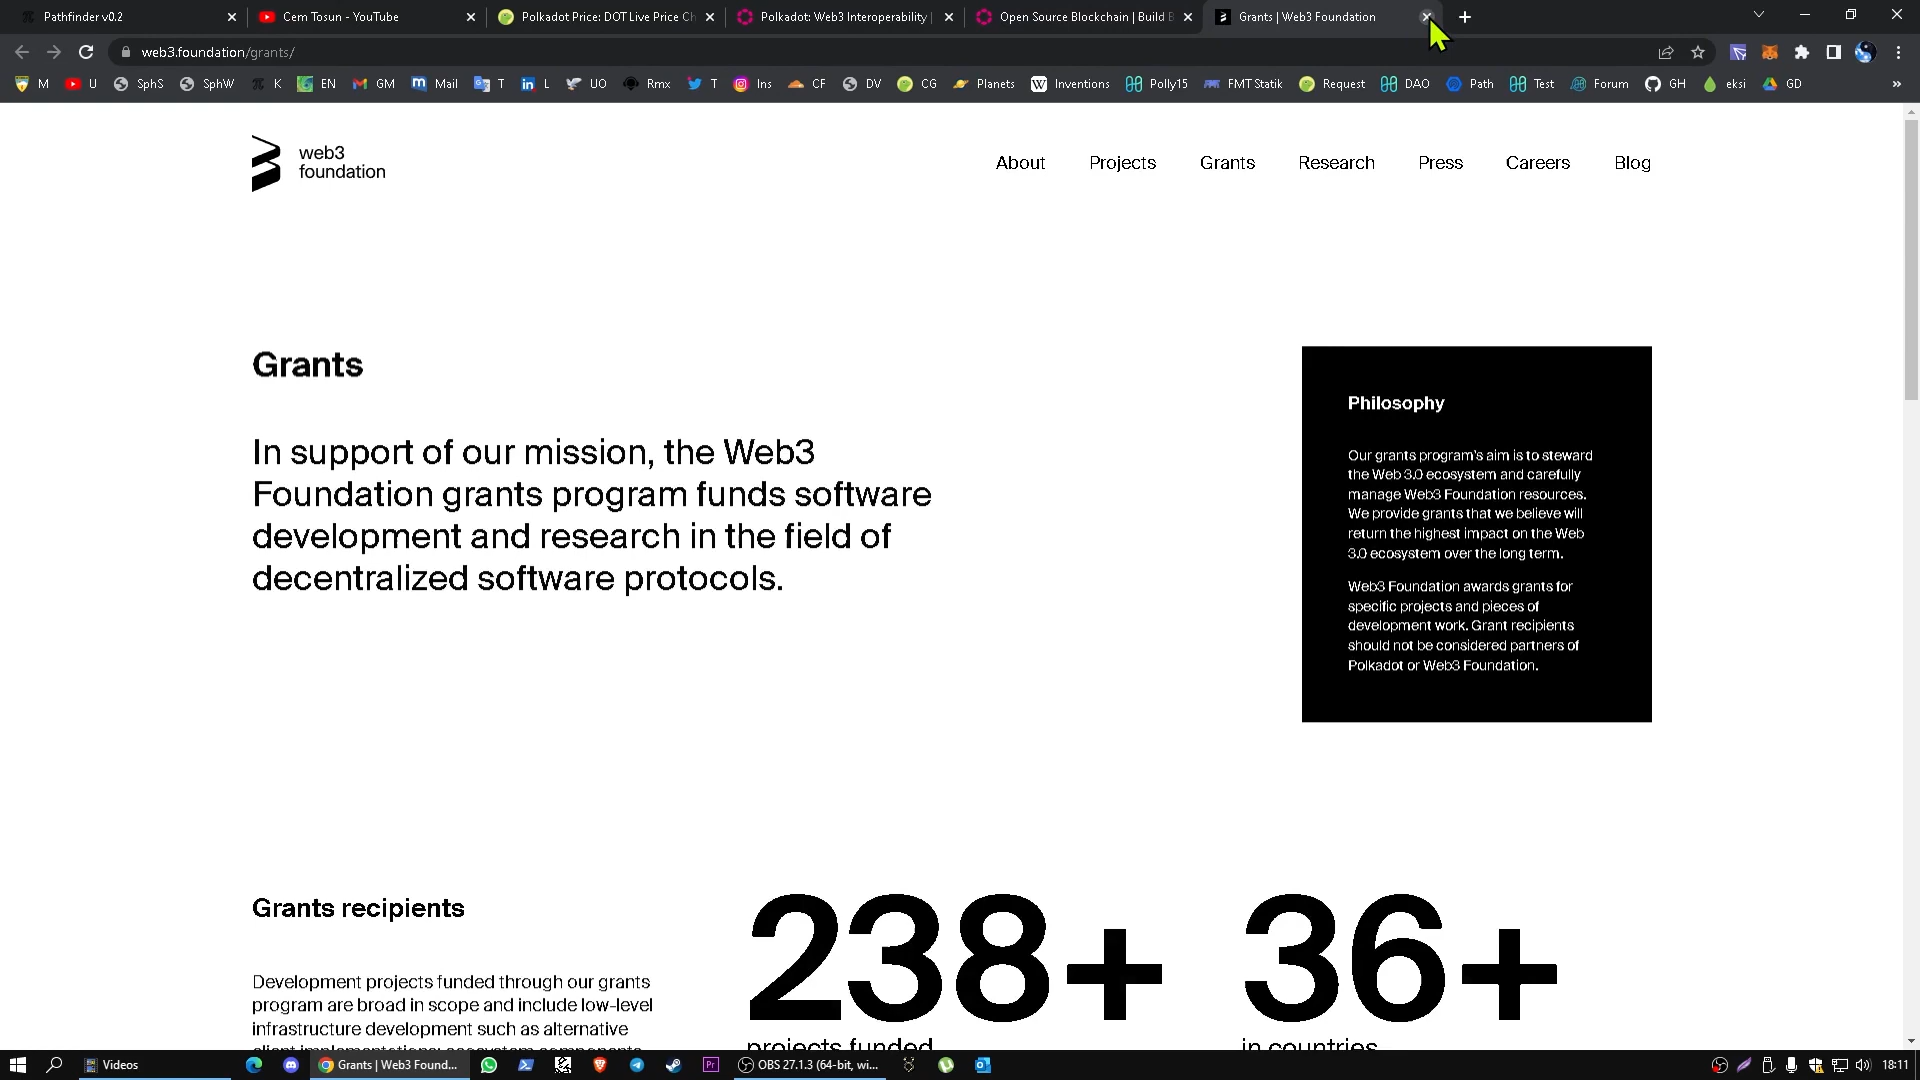 Pathfinder v0.2
Cem Tosun - YouTube
Polkadot Price: DOT Live Price Ch
Polkadot: Web3 Interoperability |
Open Source Blockchain | Build B
Grants | Web3 Foundation
web3.foundation/grants/
M U SphS SphW K EN GM Mail T L UO Rmx T Ins CF DV CG Planets Inventions Polly15 FMT Statik Request DAO Path Test Forum GH eksi GD »
web3
foundation
About Projects Grants Research Press Careers Blog
Grants
In support of our mission, the Web3
Foundation grants program funds software
development and research in the field of
decentralized software protocols.
Philosophy
Our grants program's aim is to steward
the Web 3.0 ecosystem and carefully
manage Web3 Foundation resources.
We provide grants that we believe will
return the highest impact on the Web
3.0 ecosystem over the long term.
Web3 Foundation awards grants for
specific projects and pieces of
development work. Grant recipients
should not be considered partners of
Polkadot or Web3 Foundation.
Grants recipients
Development projects funded through our grants
program are broad in scope and include low-level
infrastructure development such as alternative
client implementations; ecosystem components
238+
projects funded
36+
in countries
Videos
Grants | Web3 Found...
Pr
OBS 27.1.3 (64-bit, wi...
18:11